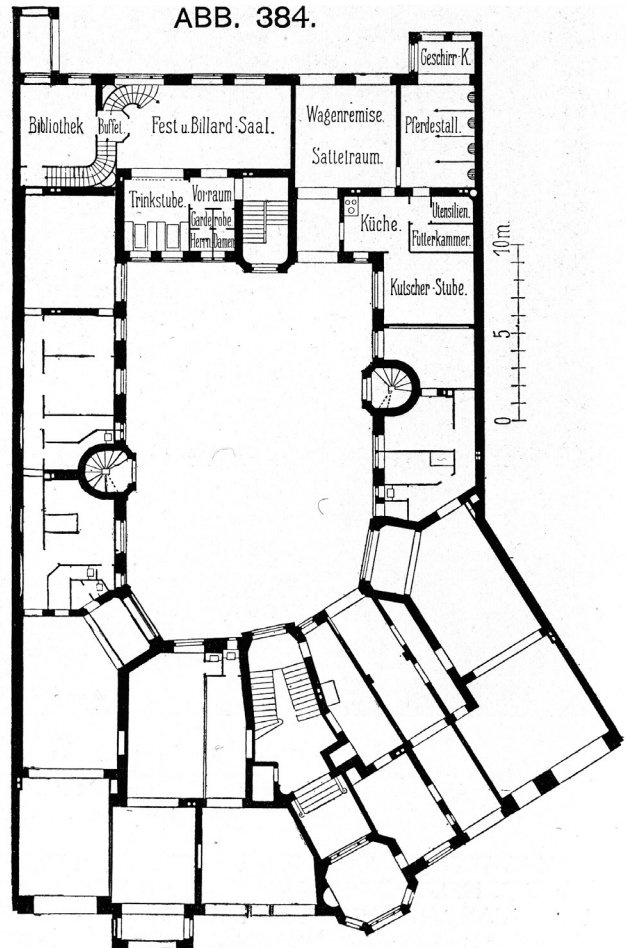 ABB. 384.
Geschirr-K.
Bibliothek
Buffet.
Fest u. Billard-Saal.
Wagenremise.
Sattelraum.
Pferdestall.
Trinkstube.
Vorraum
Garderobe.
Herrn
Damen
Küche.
Utensilien.
Futterkammer.
Kutscher-Stube.
10 m.
5
0